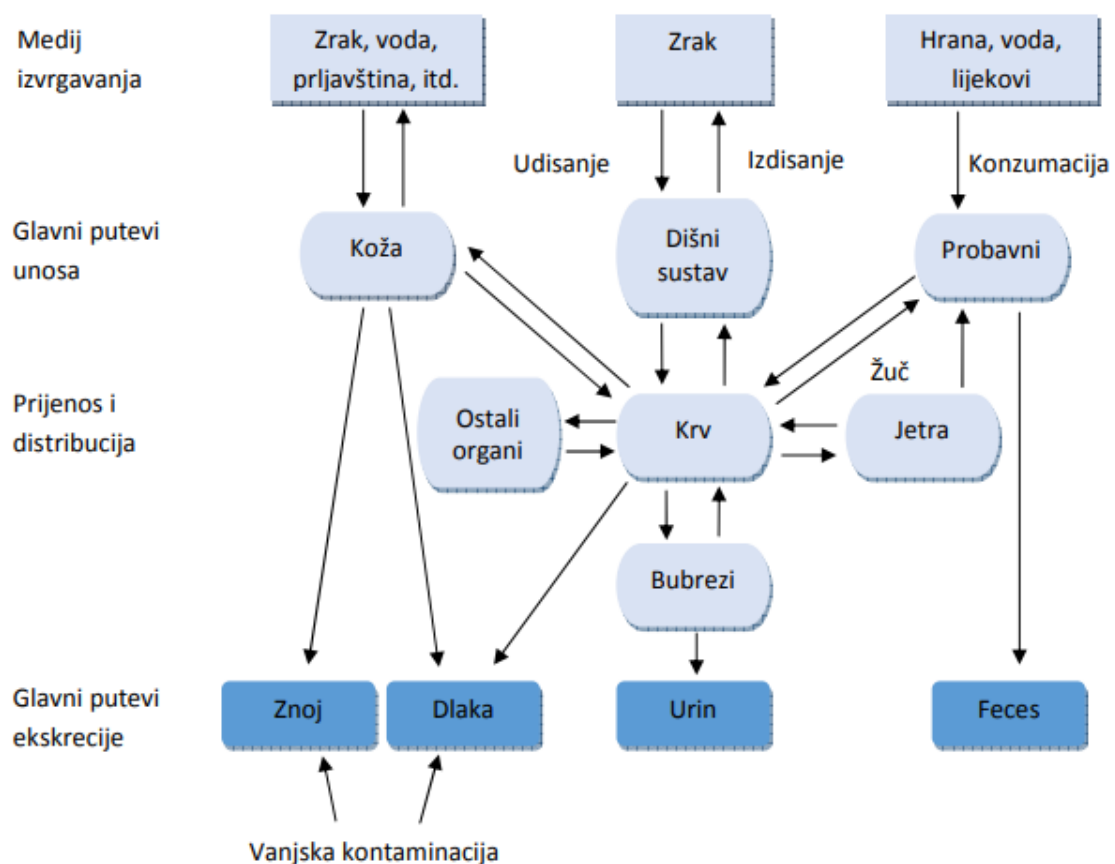 Medij
izvrgavanja
Zrak, voda,
prljavština, itd.
Zrak
Hrana, voda,
lijekovi
Udisanje
Izdisanje
Konzumacija
Glavni putevi
unosa
Koža
Dišni
sustav
Probavni
Žuč
Prijenos i
distribucija
Ostali
organi
Krv
Jetra
Bubrezi
Glavni putevi
ekskrecije
Znoj
Dlaka
Urin
Feces
Vanjska kontaminacija